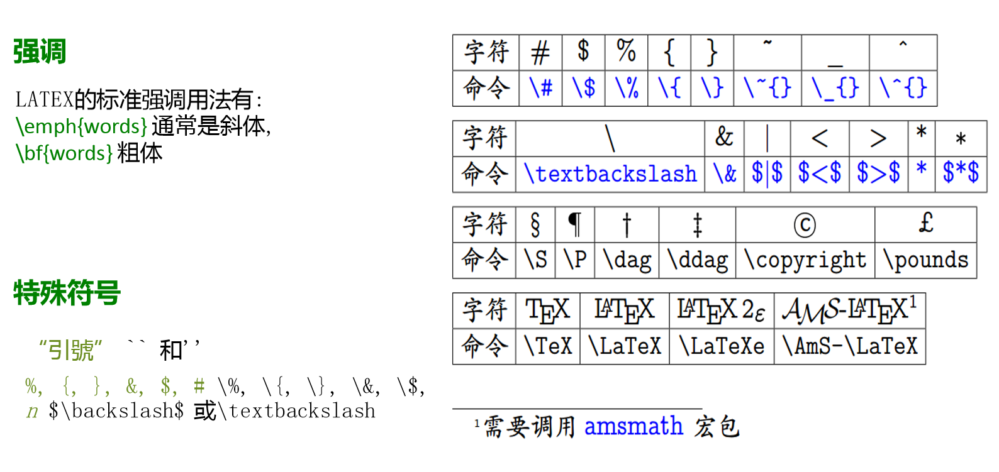 强调
LATEX的标准强调用法有:
\emph{words} 通常是斜体,
\bf{words} 粗体
特殊符号
“引號” `` 和’’
%, {, }, &, $, # \%, \{, \}, \&, \$,
n $\backslash$ 或\textbackslash
字符 # $ % { } ~ _ ^
命令 \# \$ \% \{ \} \~{} \_{} \^{}
字符 \ & | < > * ∗
命令 \textbackslash \& $|$ $<$ $>$ * $*$
字符 § ¶ † ‡ © £
命令 \S \P \dag \ddag \copyright \pounds
字符 TEX LATEX LATEX 2ε AMS-LATEX¹
命令 \TeX \LaTeX \LaTeXe \AmS-\LaTeX
¹需要调用 amsmath 宏包